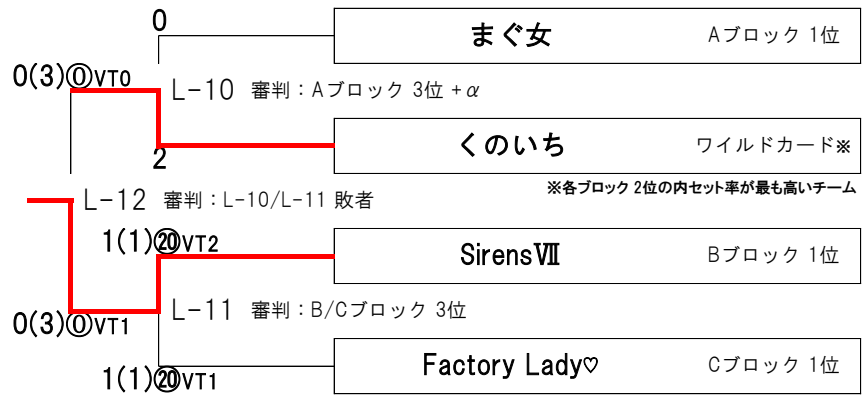 0
まぐ女 Aブロック 1位
0(3)⓪VT0
L-10 審判：Aブロック 3位 +α
くのいち ワイルドカード※
2
※各ブロック 2位の内セット率が最も高いチーム
L-12 審判：L-10/L-11 敗者
1(1)⑳VT2
SirensⅦ Bブロック 1位
L-11 審判：B/Cブロック 3位
0(3)⓪VT1
Factory Lady♡ Cブロック 1位
1(1)⑳VT1